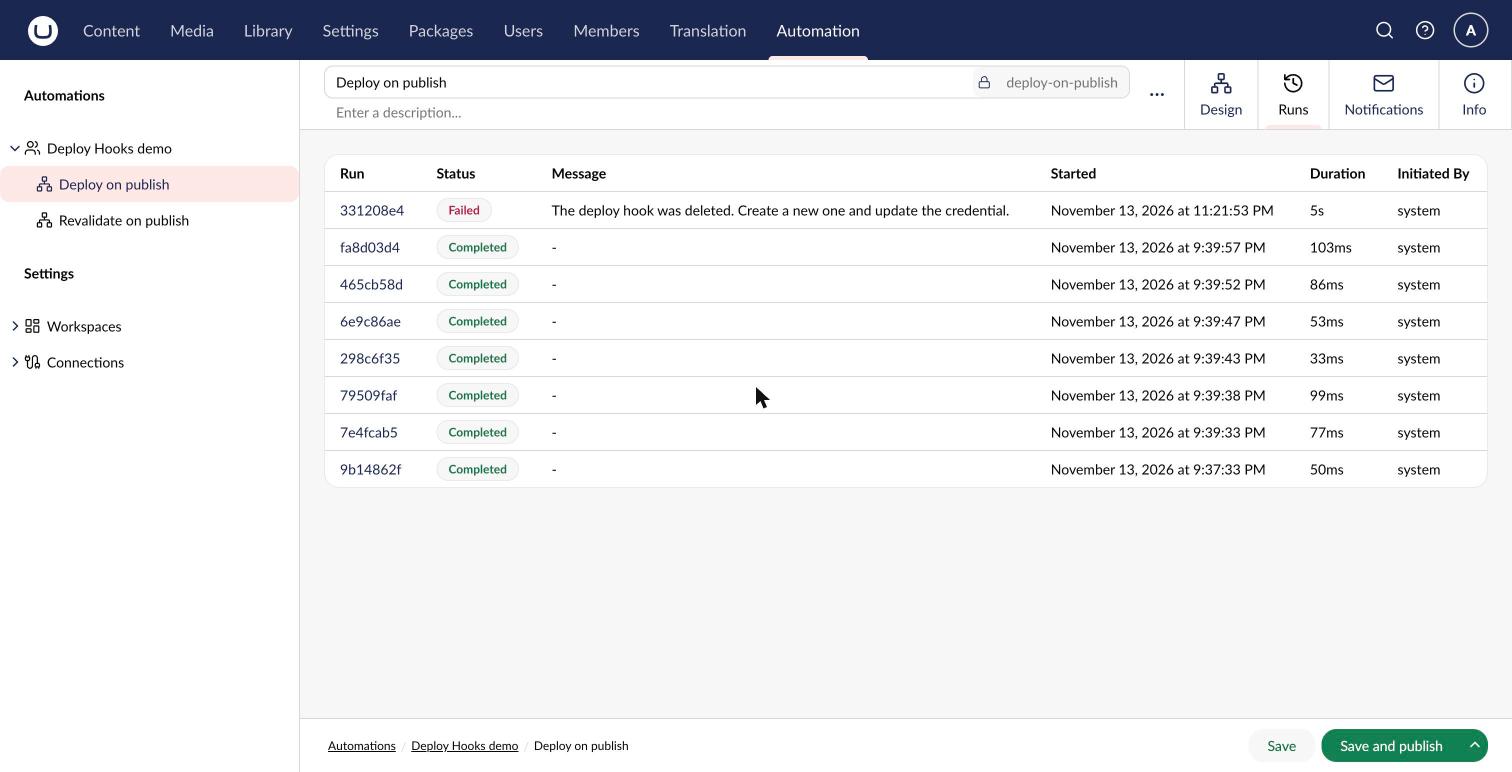 Content Media Library Settings Packages Users Members Translation Automation A
Automations
Deploy Hooks demo
Deploy on publish
Revalidate on publish
Settings
Workspaces
Connections
Deploy on publish deploy-on-publish ...
Enter a description...
Design Runs Notifications Info
Run Status Message Started Duration Initiated By
331208e4 Failed The deploy hook was deleted. Create a new one and update the credential. November 13, 2026 at 11:21:53 PM 5s system
fa8d03d4 Completed - November 13, 2026 at 9:39:57 PM 103ms system
465cb58d Completed - November 13, 2026 at 9:39:52 PM 86ms system
6e9c86ae Completed - November 13, 2026 at 9:39:47 PM 53ms system
298c6f35 Completed - November 13, 2026 at 9:39:43 PM 33ms system
79509faf Completed - November 13, 2026 at 9:39:38 PM 99ms system
7e4fcab5 Completed - November 13, 2026 at 9:39:33 PM 77ms system
9b14862f Completed - November 13, 2026 at 9:37:33 PM 50ms system
Automations / Deploy Hooks demo / Deploy on publish
Save Save and publish